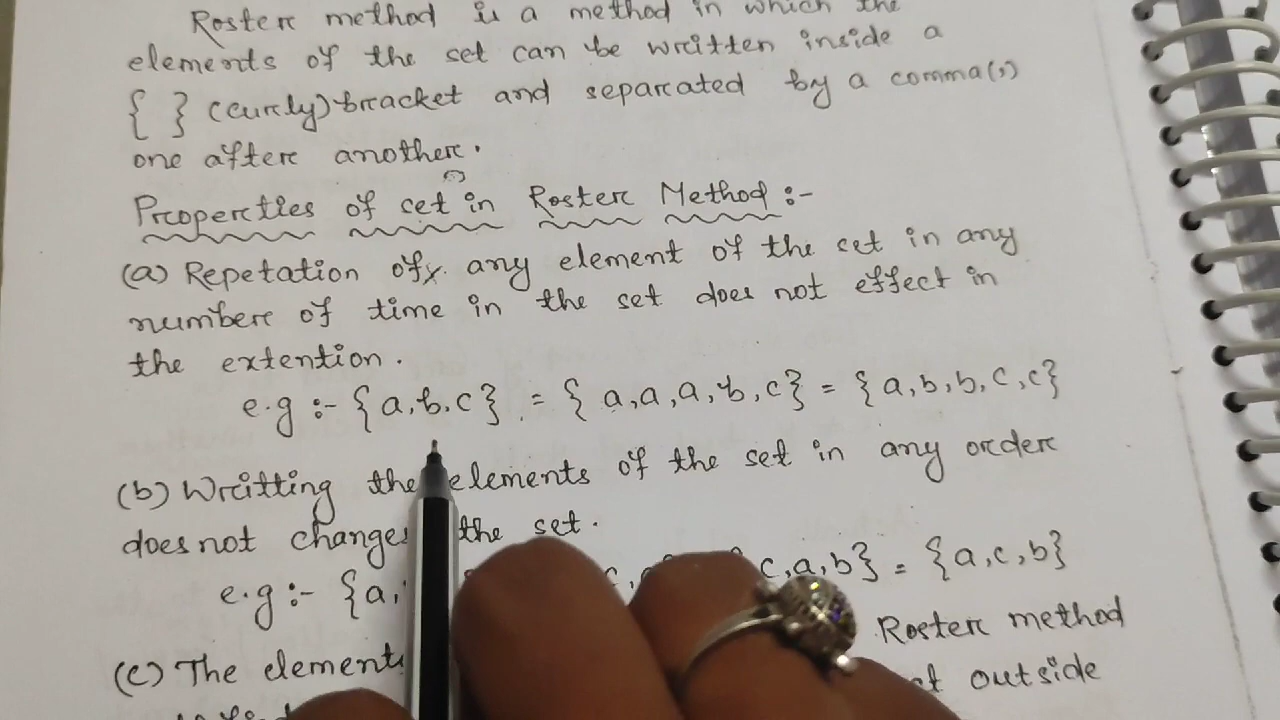 Roster method is a method in which the
elements of the set can be written inside a
{ } (curly) bracket and separated by a comma(,)
one after another.
Properties of set in Roster Method :-
(a) Repetation of any element of the set in any
number of time in the set does not effect in
the extention.
e.g :- {a,b,c} = {a,a,a,b,c} = {a,b,b,c,c}
(b) Writting the elements of the set in any order
does not changes the set.
e.g :- {a, c,a,b} = {a,c,b}
(c) The element Roster method
outside